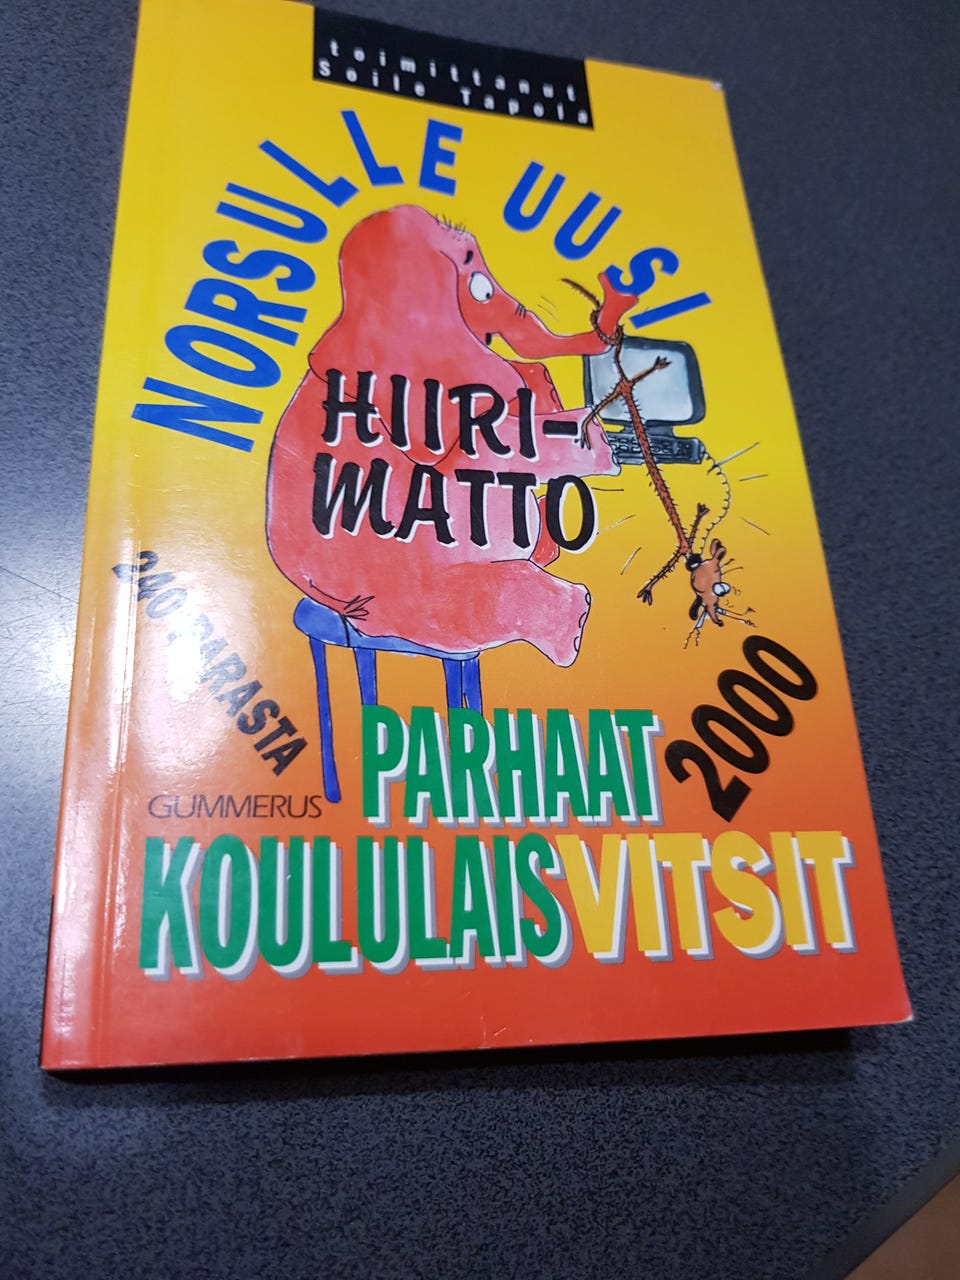 toimittanut
Soile Tapola
NORSULLE UUSI
HIIRI-
MATTO
240 PARASTA
GUMMERUS
PARHAAT
2000
KOULULAISVITSIT